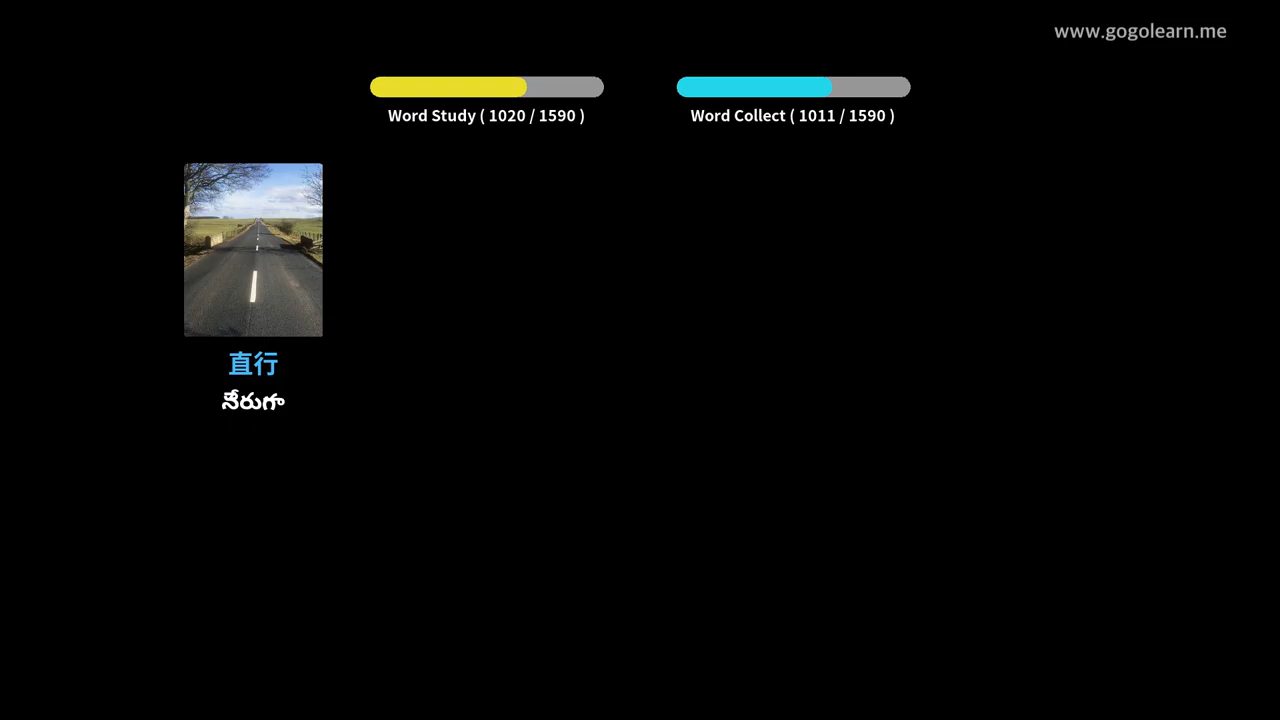 www.gogolearn.me
Word Study ( 1020 / 1590 )
Word Collect ( 1011 / 1590 )
直行
నేరుగా